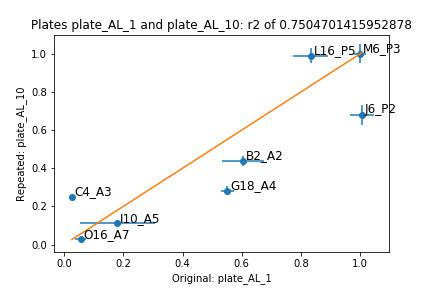 Plates plate_AL_1 and plate_AL_10: r2 of 0.7504701415952878
1.0
0.8
0.6
0.4
0.2
0.0
Repeated: plate_AL_10
L16_P5
M6_P3
J6_P2
B2_A2
G18_A4
C4_A3
I10_A5
O16_A7
0.0 0.2 0.4 0.6 0.8 1.0
Original: plate_AL_1